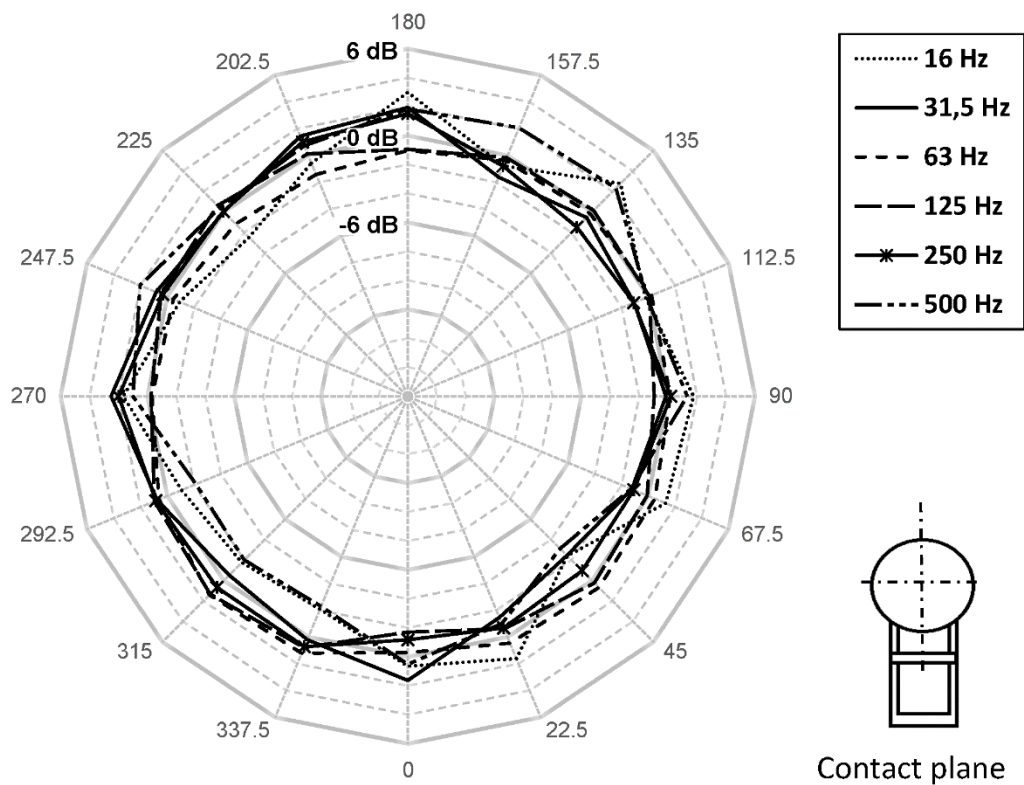 180
6 dB
202.5
157.5
0 dB
225
135
-6 dB
247.5
112.5
270
90
292.5
67.5
315
45
337.5
22.5
0
16 Hz
31,5 Hz
63 Hz
125 Hz
250 Hz
500 Hz
Contact plane